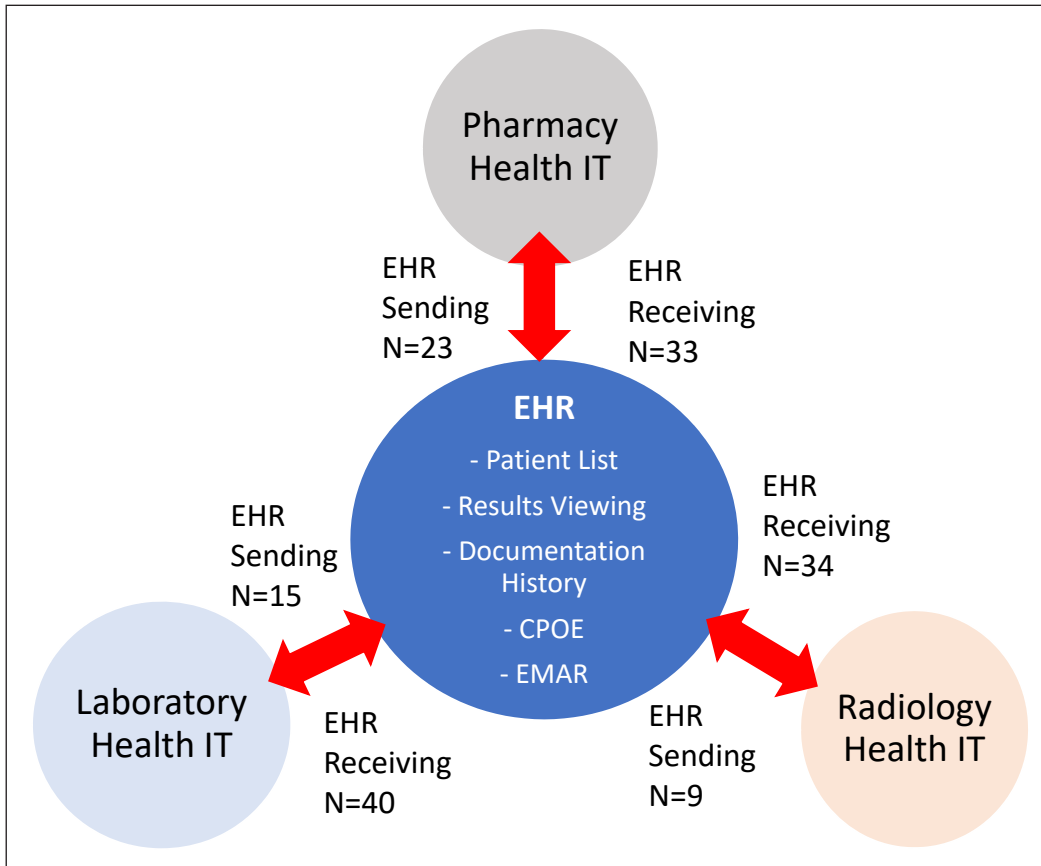 Pharmacy
Health IT
EHR
Sending
N=23
EHR
Receiving
N=33
EHR
- Patient List
- Results Viewing
- Documentation
History
- CPOE
- EMAR
EHR
Sending
N=15
EHR
Receiving
N=34
Laboratory
Health IT
EHR
Receiving
N=40
EHR
Sending
N=9
Radiology
Health IT